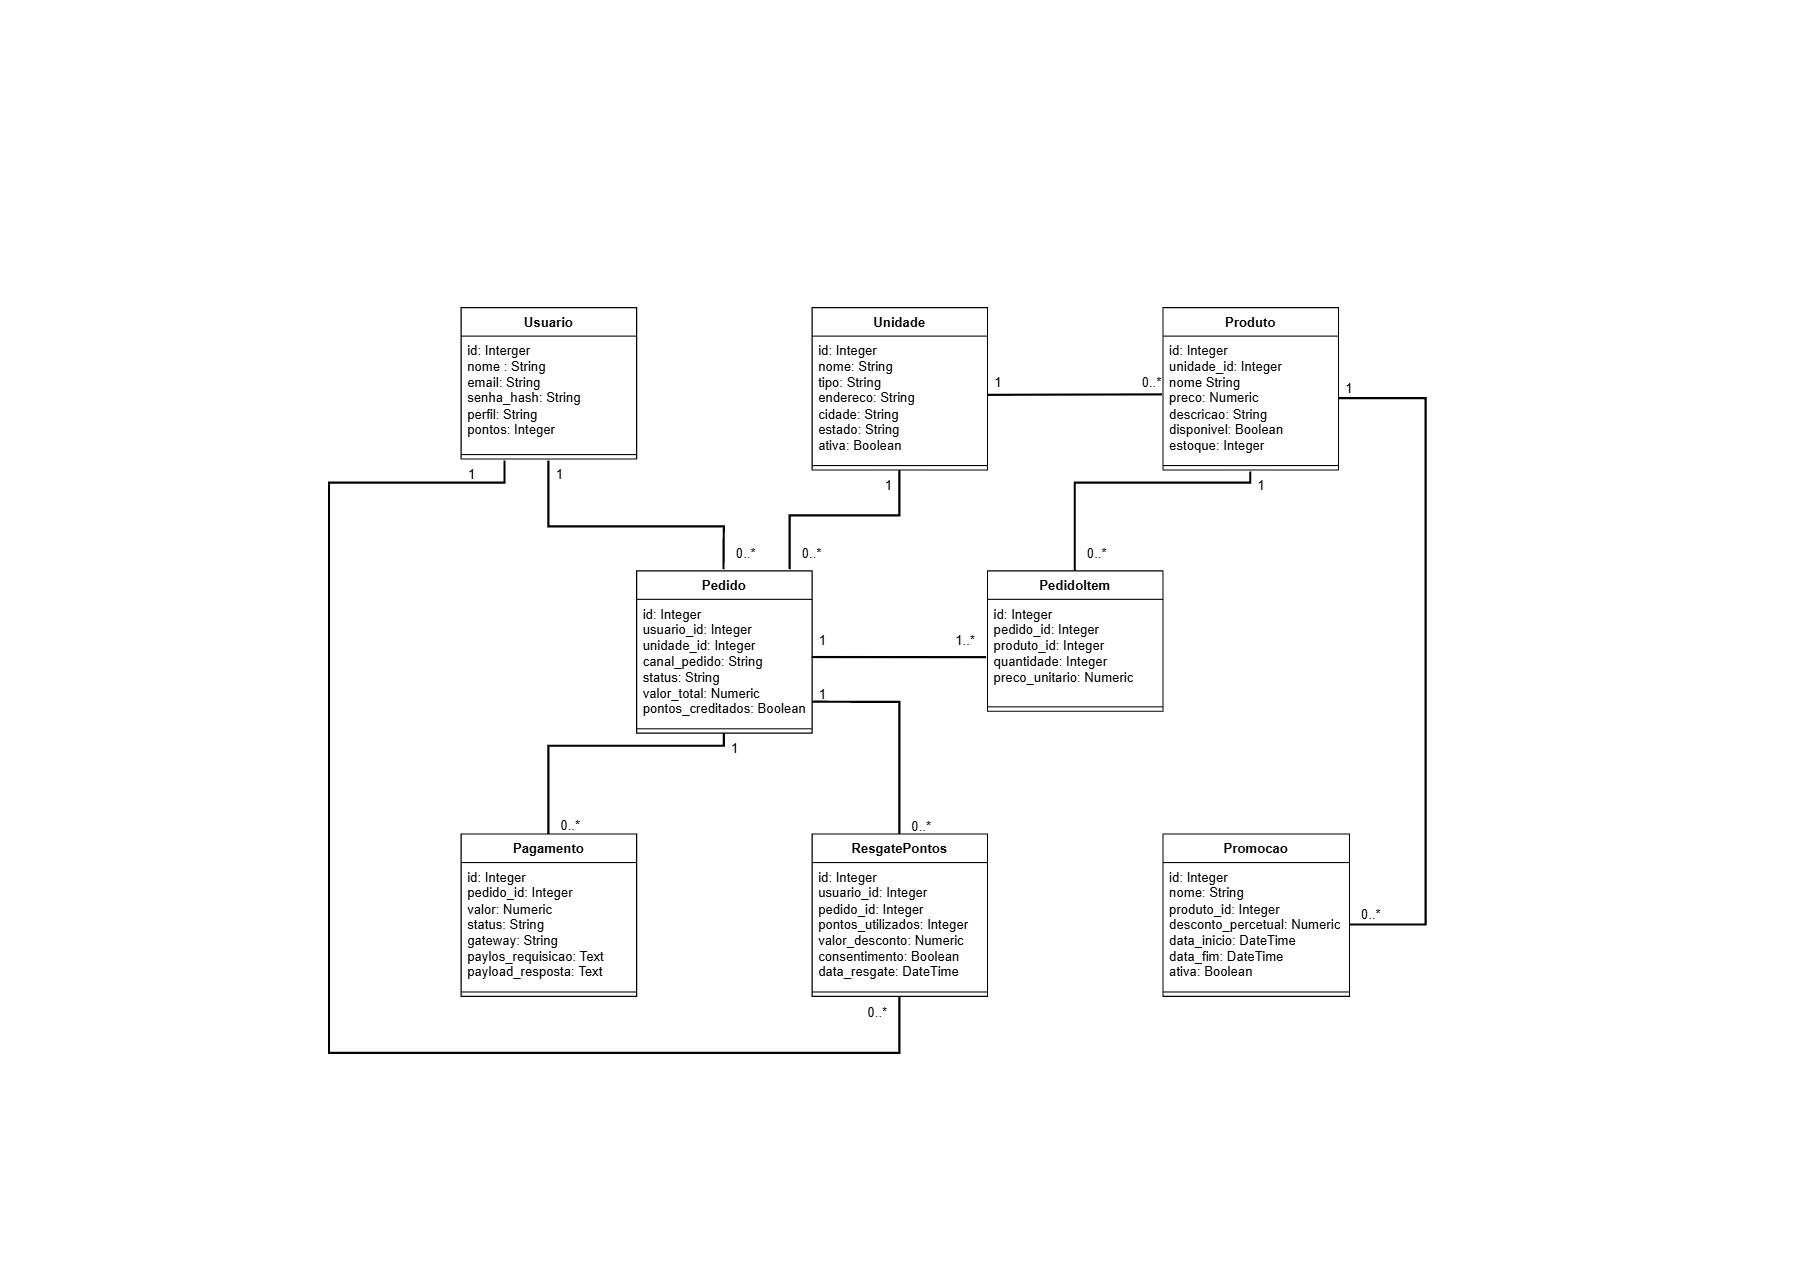 Usuario
id: Interger
nome : String
email: String
senha_hash: String
perfil: String
pontos: Integer
1
1
Unidade
id: Integer
nome: String
tipo: String
endereco: String
cidade: String
estado: String
ativa: Boolean
1
0..*
1
Produto
id: Integer
unidade_id: Integer
nome String
preco: Numeric
descricao: String
disponivel: Boolean
estoque: Integer
1
1
0..*
0..*
0..*
Pedido
id: Integer
usuario_id: Integer
unidade_id: Integer
canal_pedido: String
status: String
valor_total: Numeric
pontos_creditados: Boolean
1
1..*
1
1
PedidoItem
id: Integer
pedido_id: Integer
produto_id: Integer
quantidade: Integer
preco_unitario: Numeric
0..*
0..*
Pagamento
id: Integer
pedido_id: Integer
valor: Numeric
status: String
gateway: String
paylos_requisicao: Text
payload_resposta: Text
ResgatePontos
id: Integer
usuario_id: Integer
pedido_id: Integer
pontos_utilizados: Integer
valor_desconto: Numeric
consentimento: Boolean
data_resgate: DateTime
0..*
Promocao
id: Integer
nome: String
produto_id: Integer
desconto_percetual: Numeric
data_inicio: DateTime
data_fim: DateTime
ativa: Boolean
0..*